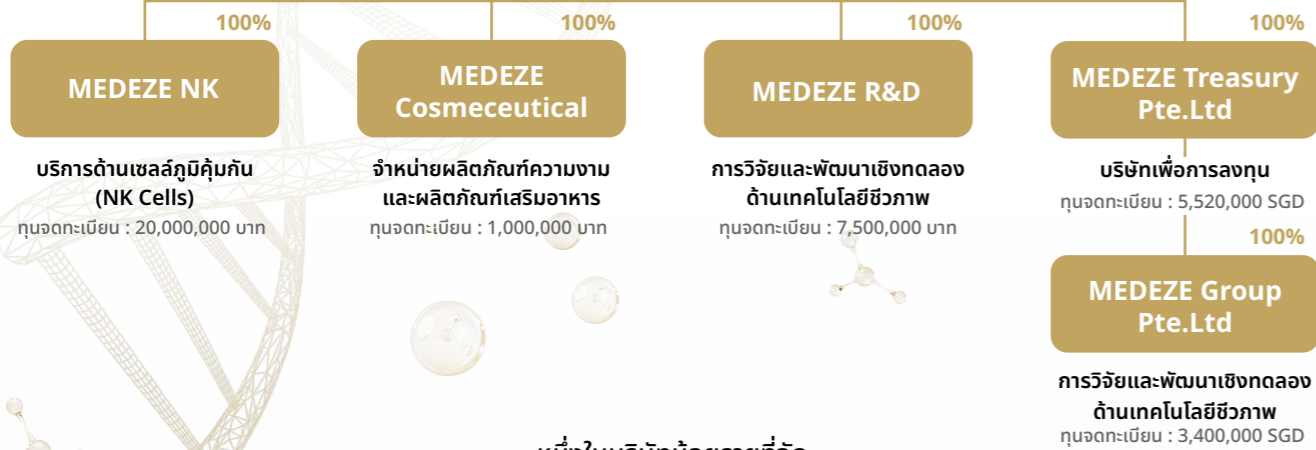 100%
MEDEZE NK
บริการด้านเซลล์ภูมิคุ้มกัน
(NK Cells)
ทุนจดทะเบียน : 20,000,000 บาท
100%
MEDEZE
Cosmeceutical
จำหน่ายผลิตภัณฑ์ความงาม
และผลิตภัณฑ์เสริมอาหาร
ทุนจดทะเบียน : 1,000,000 บาท
100%
MEDEZE R&D
การวิจัยและพัฒนาเชิงทดลอง
ด้านเทคโนโลยีชีวภาพ
ทุนจดทะเบียน : 7,500,000 บาท
100%
MEDEZE Treasury
Pte.Ltd
บริษัทเพื่อการลงทุน
ทุนจดทะเบียน : 5,520,000 SGD
100%
MEDEZE Group
Pte.Ltd
การวิจัยและพัฒนาเชิงทดลอง
ด้านเทคโนโลยีชีวภาพ
ทุนจดทะเบียน : 3,400,000 SGD